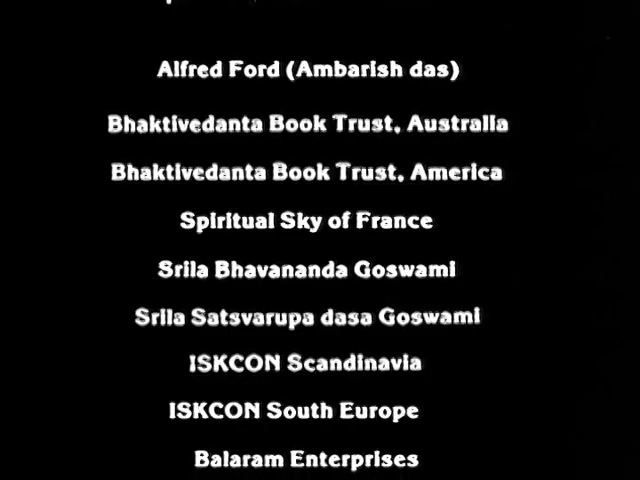 Alfred Ford (Ambarish das)
Bhaktivedanta Book Trust, Australia
Bhaktivedanta Book Trust, America
Spiritual Sky of France
Srila Bhavananda Goswami
Srila Satsvarupa dasa Goswami
ISKCON Scandinavia
ISKCON South Europe
Balaram Enterprises